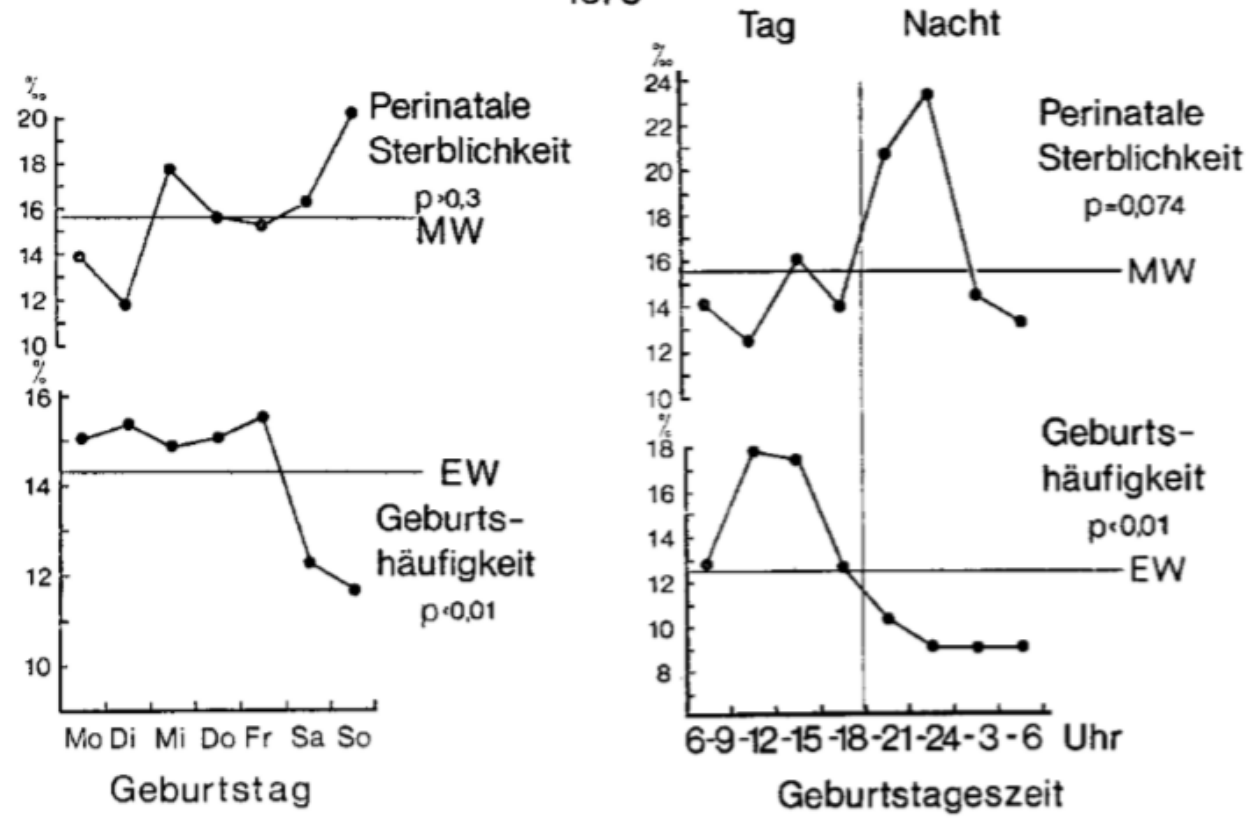 Tag Nacht
‰
20
18
16
14
12
10
Perinatale
Sterblichkeit
p>0,3
MW
%
16
14
12
10
EW
Geburts-
häufigkeit
p<0,01
Mo Di Mi Do Fr Sa So
Geburtstag
‰
24
22
20
18
16
14
12
10
Perinatale
Sterblichkeit
p=0,074
MW
%
18
16
14
12
10
8
Geburts-
häufigkeit
p<0,01
EW
6-9-12-15-18-21-24-3-6 Uhr
Geburtstageszeit